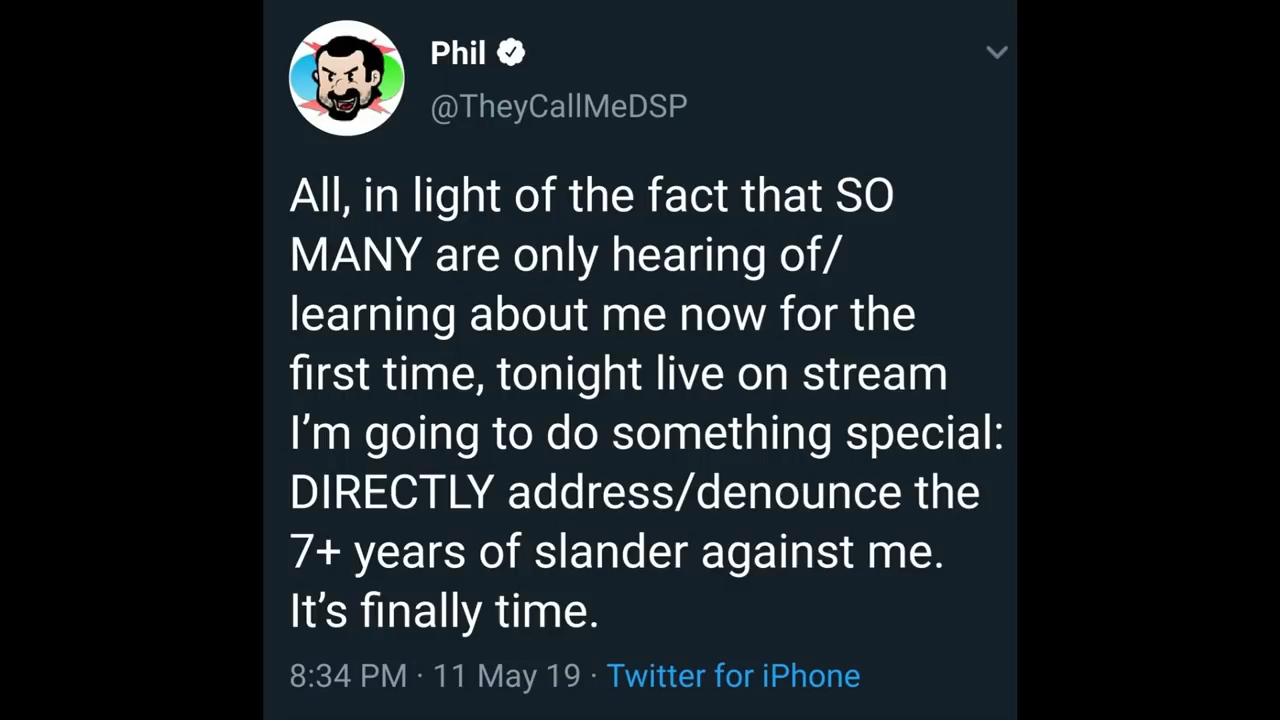 Phil
@TheyCallMeDSP
All, in light of the fact that SO
MANY are only hearing of/
learning about me now for the
first time, tonight live on stream
I’m going to do something special:
DIRECTLY address/denounce the
7+ years of slander against me.
It’s finally time.
8:34 PM · 11 May 19 · Twitter for iPhone